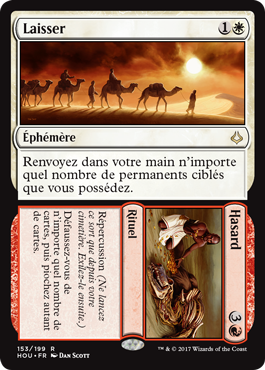 Laisser 1
Éphémère
Renvoyez dans votre main n'importe
quel nombre de permanents ciblés
que vous possédez.
Hasard 3
Rituel
Répercussion (Ne lancez
ce sort que depuis votre
cimetière. Exilez-le ensuite.)
Défaussez-vous de
n'importe quel nombre de
cartes, puis piochez autant
de cartes.
153/199 R
HOU • FR DAN SCOTT
™ & © 2017 Wizards of the Coast